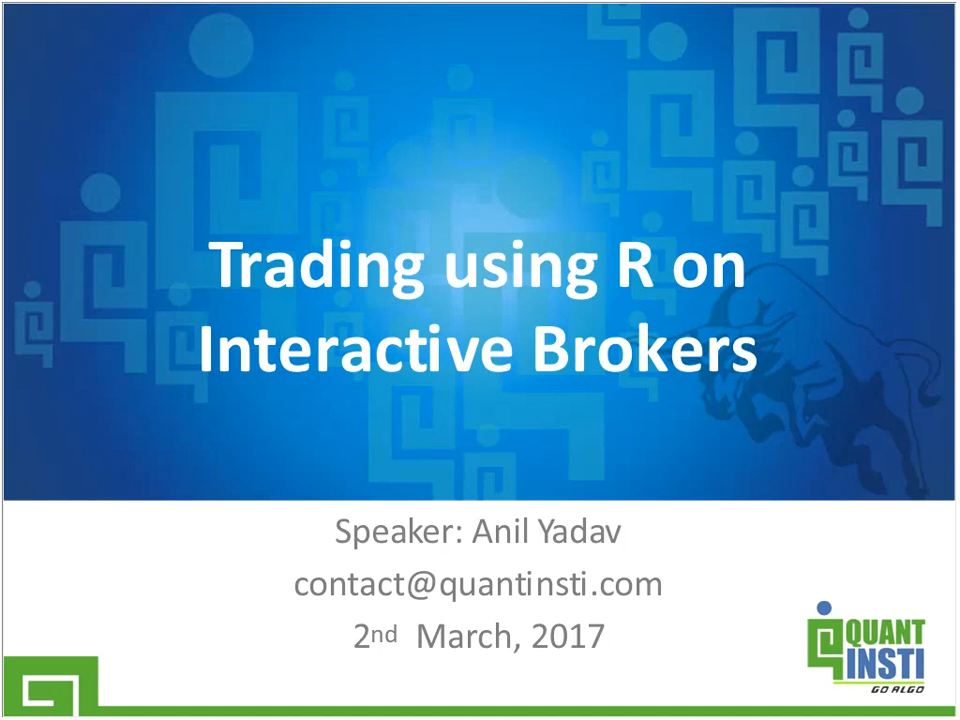 Trading using R on
Interactive Brokers
Speaker: Anil Yadav
contact@quantinsti.com
2nd March, 2017
QUANT
INSTI
GO ALGO